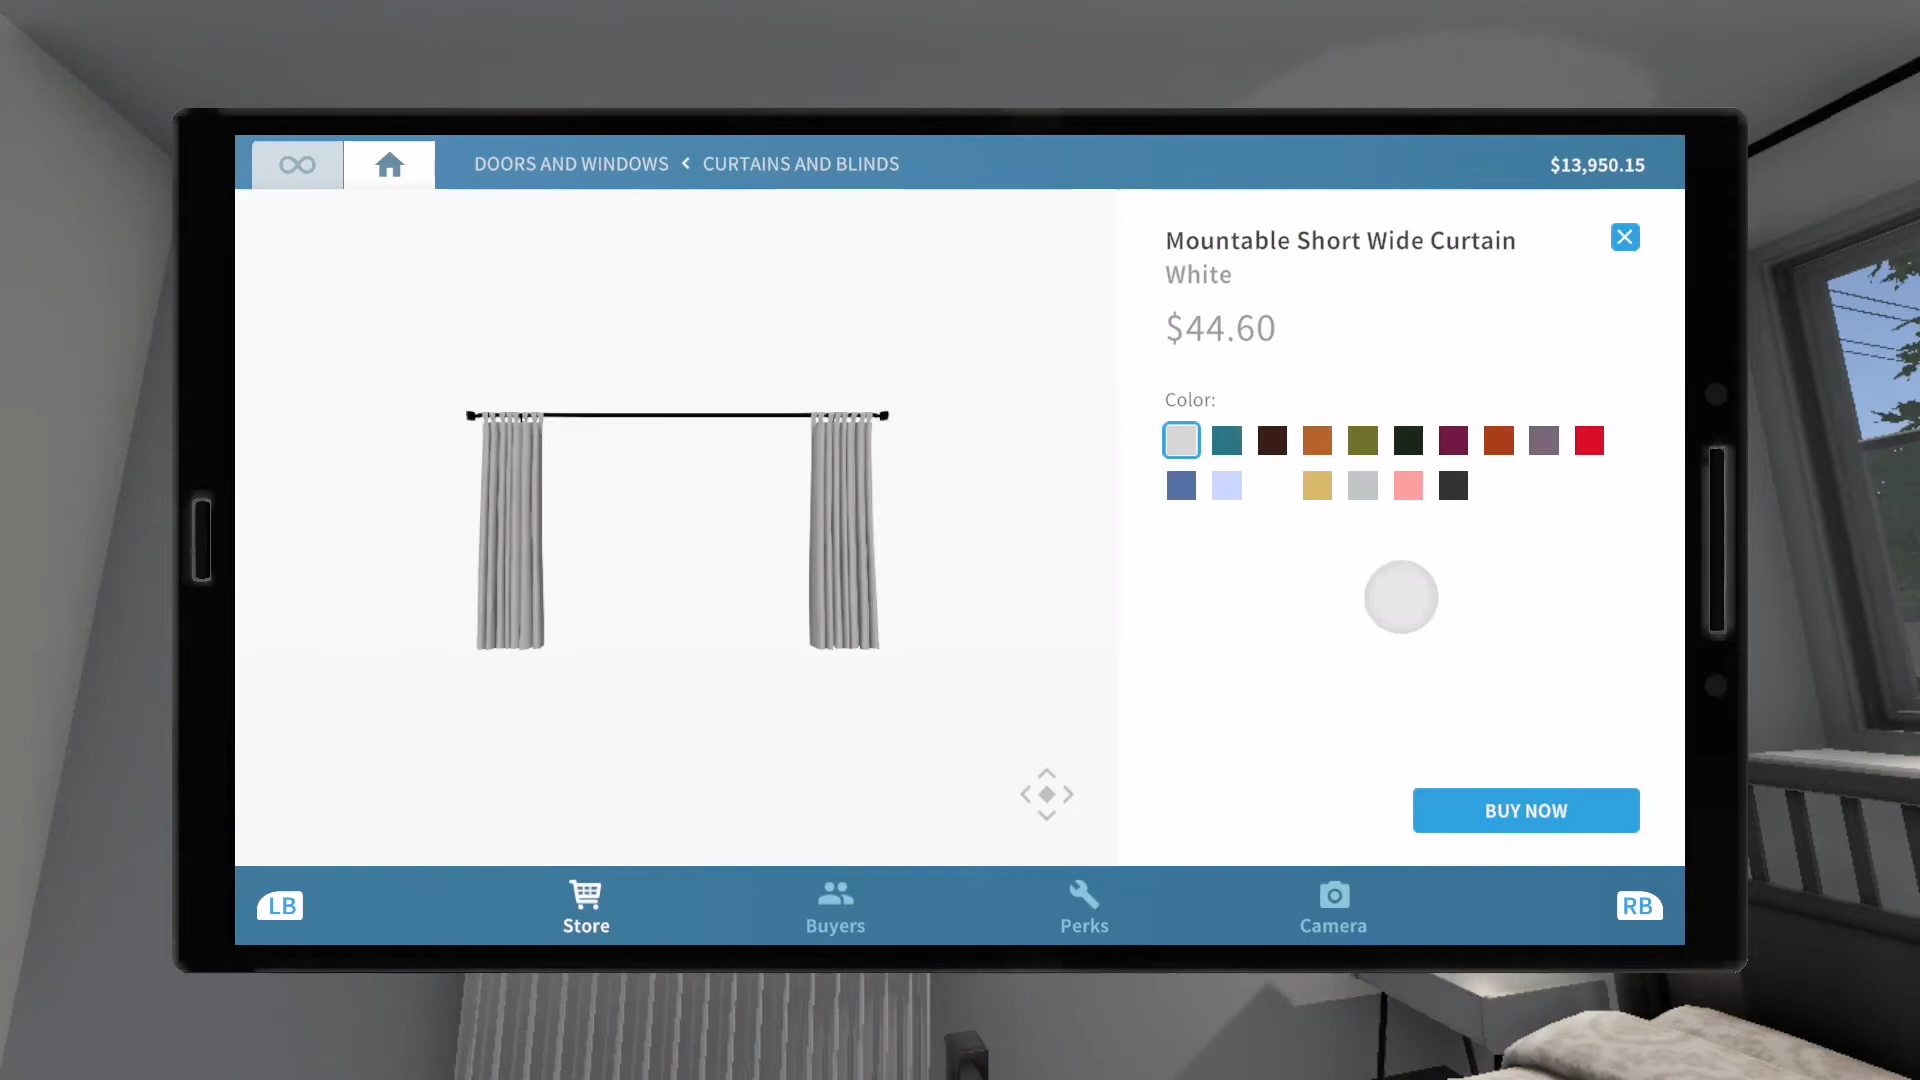 DOORS AND WINDOWS < CURTAINS AND BLINDS
$13,950.15
Mountable Short Wide Curtain
White
$44.60
Color:
BUY NOW
LB
Store
Buyers
Perks
Camera
RB